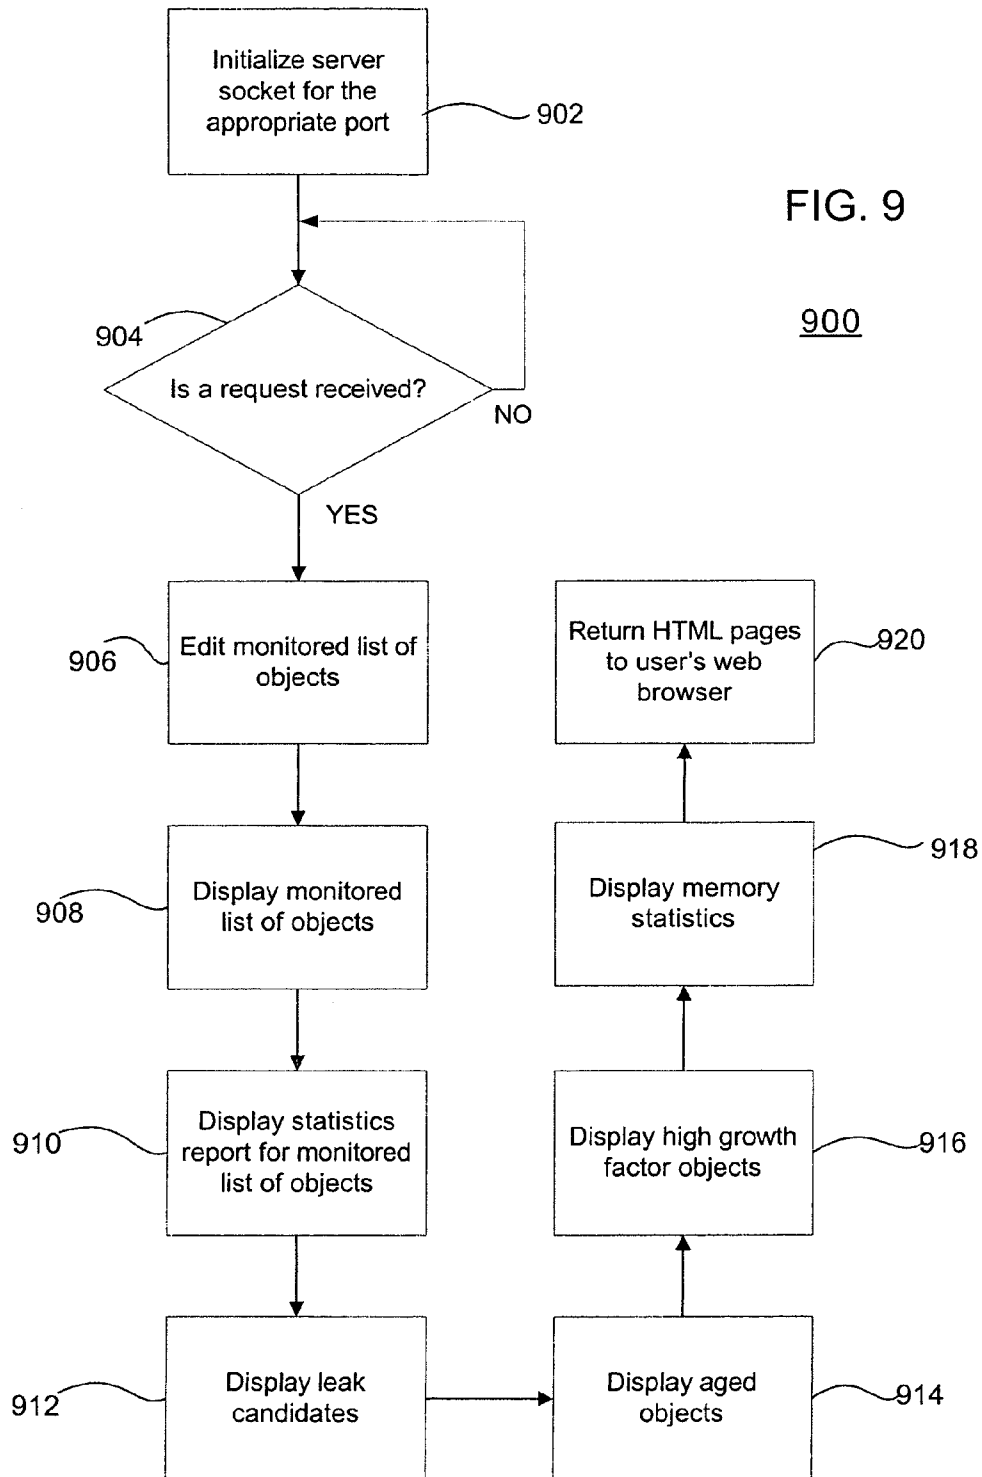 Initialize server
socket for the
appropriate port
902
FIG. 9
900
904
Is a request received?
NO
YES
906
Edit monitored list of
objects
908
Display monitored
list of objects
910
Display statistics
report for monitored
list of objects
912
Display leak
candidates
Display aged
objects
914
Display high growth
factor objects
916
Display memory
statistics
918
Return HTML pages
to user's web
browser
920